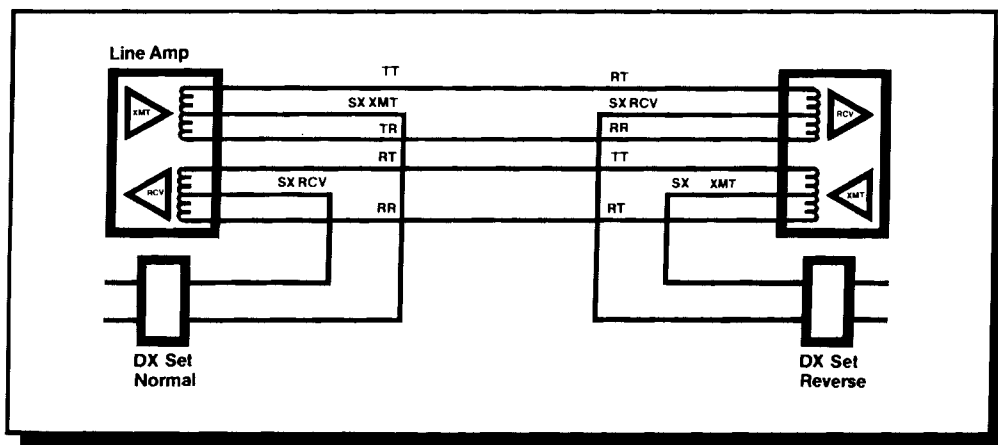 Line Amp
TT
RT
XMT
SX XMT
SX RCV
RCV
TR
RR
RT
TT
RCV
SX RCV
SX XMT
XMT
RR
RT
DX Set
Normal
DX Set
Reverse